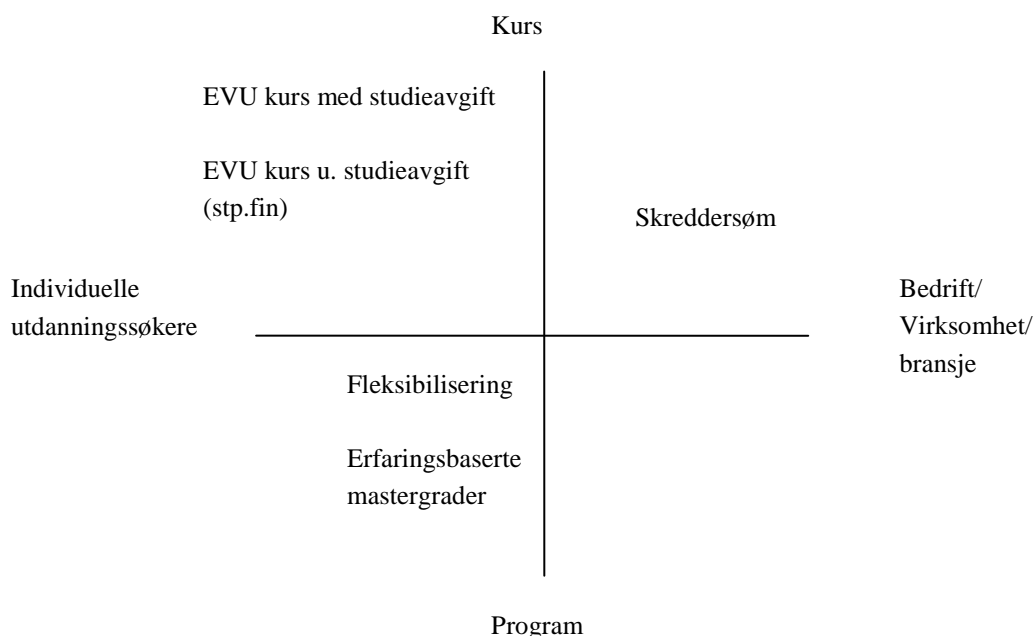 Kurs
EVU kurs med studieavgift
EVU kurs u. studieavgift
(stp.fin)
Skreddersøm
Individuelle
utdanningssøkere
Bedrift/
Virksomhet/
bransje
Fleksibilisering
Erfaringsbaserte
mastergrader
Program